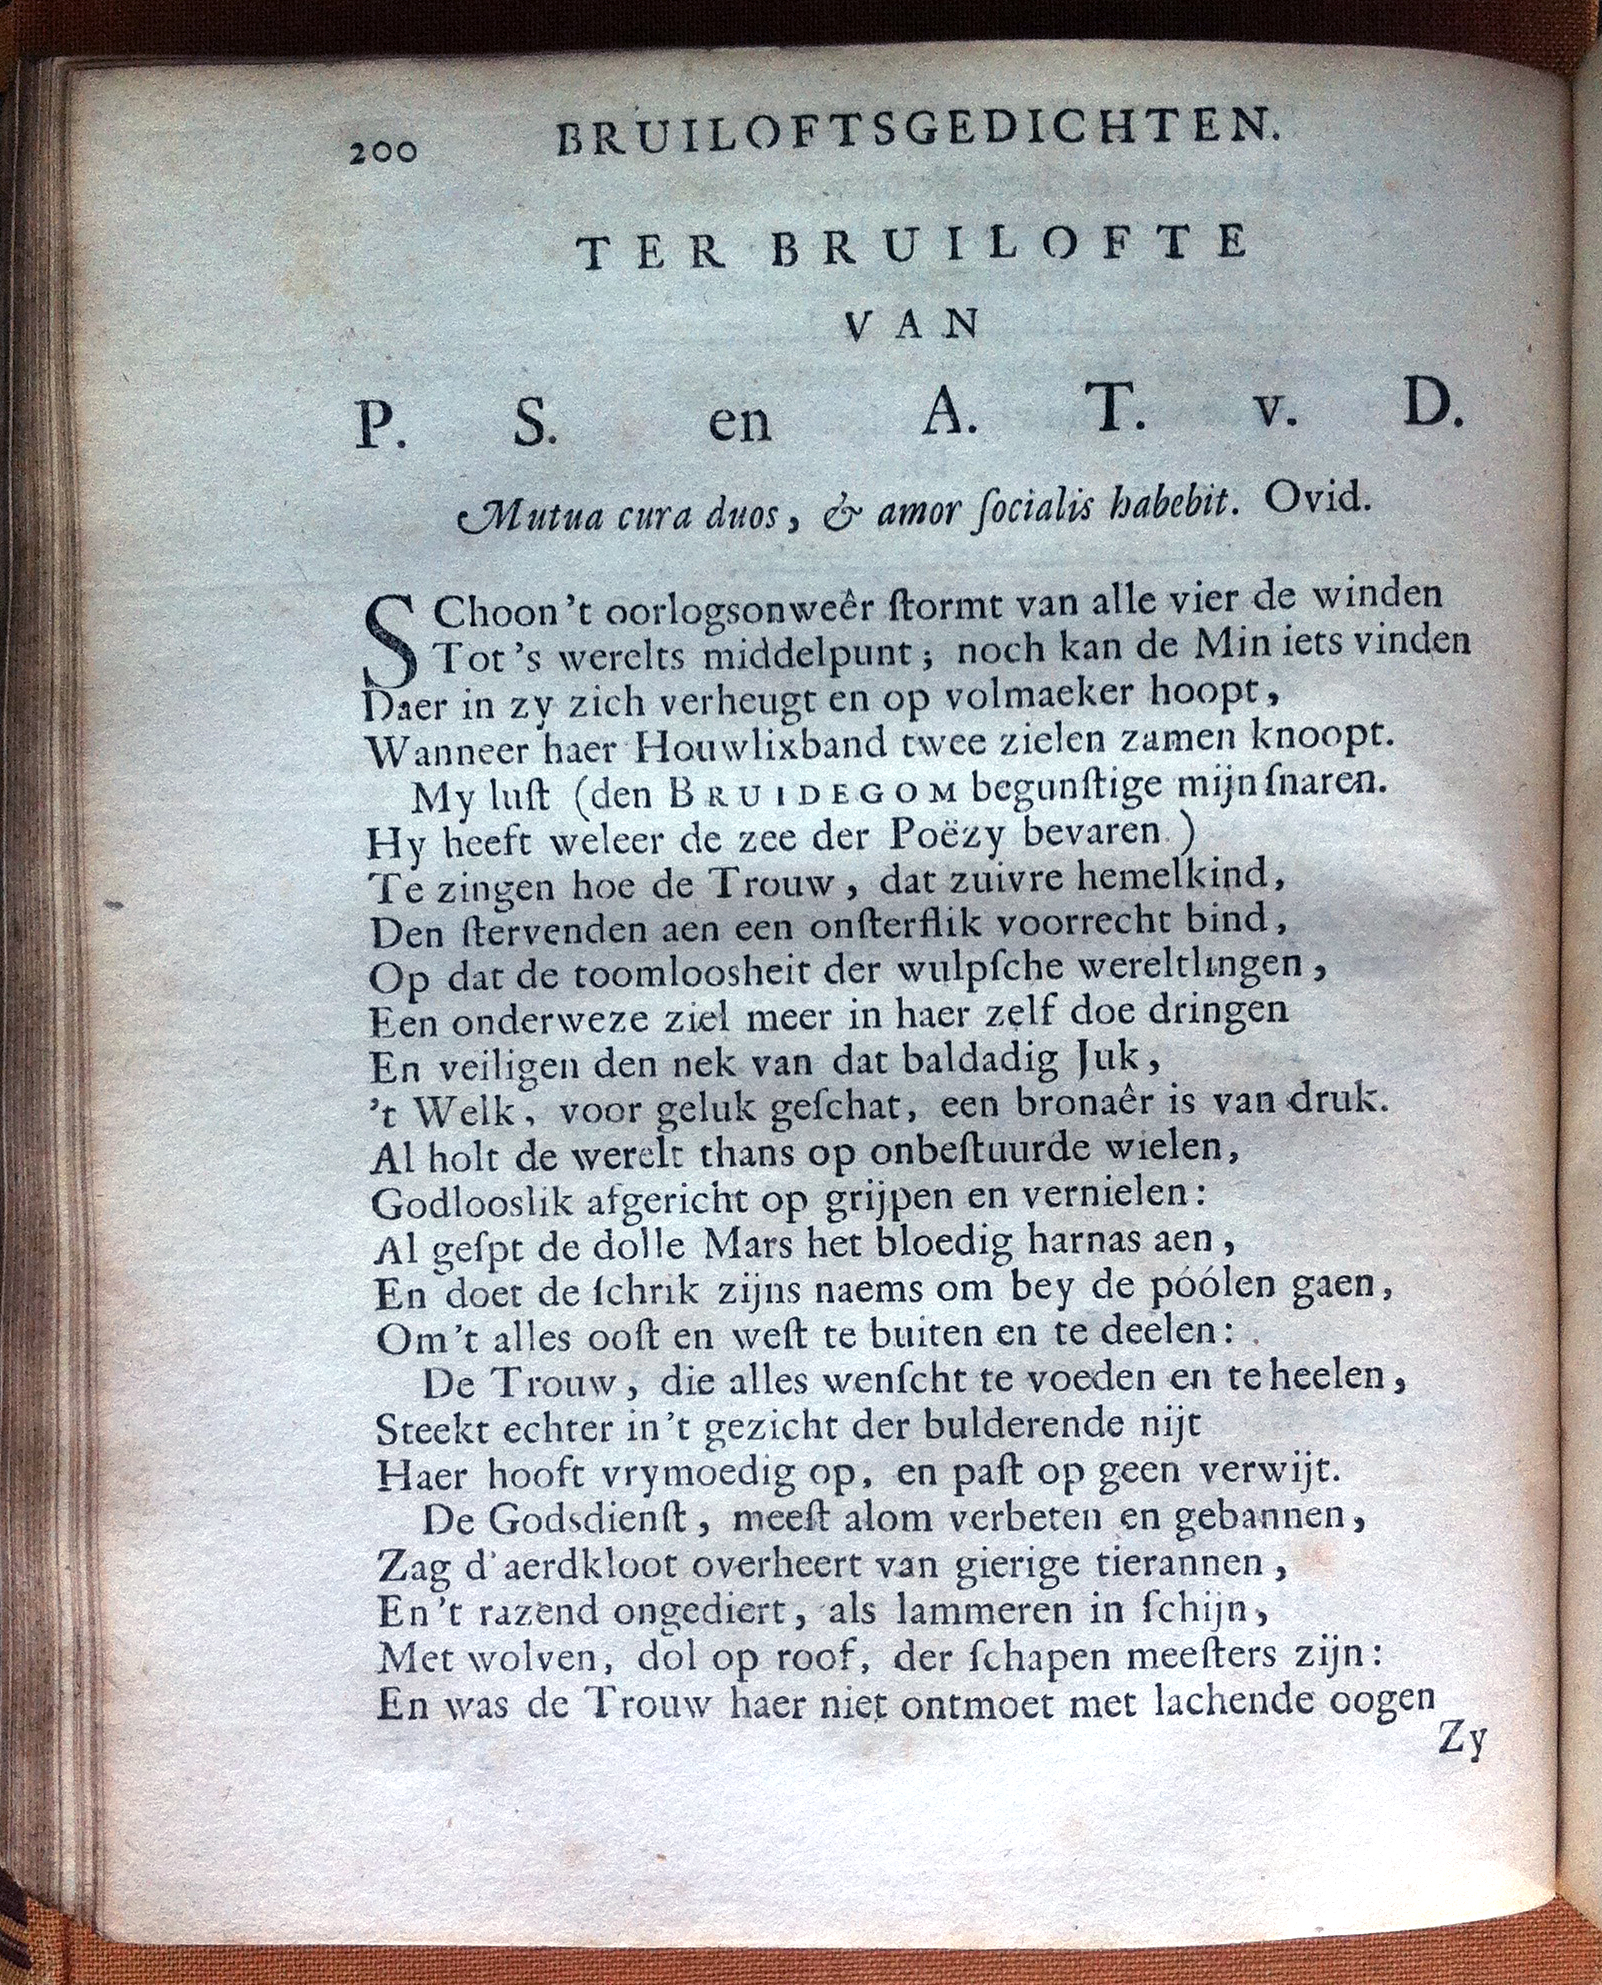 200 BRUILOFTSGEDICHTEN.
TER BRUILOFTE
VAN
P. S. en A. T. v. D.
Mutua cura duos, & amor ſocialis habebit. Ovid.
SChoon 't oorlogsonweêr ſtormt van alle vier de winden
Tot 's werelts middelpunt; noch kan de Min iets vinden
Daer in zy zich verheugt en op volmaeker hoopt,
Wanneer haer Houwlixband twee zielen zamen knoopt.
My luſt (den BRUIDEGOM begunſtige mijn ſnaren.
Hy heeft weleer de zee der Poëzy bevaren.)
Te zingen hoe de Trouw, dat zuivre hemelkind,
Den ſtervenden aen een onſterflik voorrecht bind,
Op dat de toomloosheit der wulpſche wereltlingen,
Een onderweze ziel meer in haer zelf doe dringen
En veiligen den nek van dat baldadig Juk,
't Welk, voor geluk geſchat, een bronaêr is van druk.
Al holt de werelt thans op onbeſtuurde wielen,
Godlooslik afgericht op grijpen en vernielen:
Al geſpt de dolle Mars het bloedig harnas aen,
En doet de ſchrik zijns naems om bey de póólen gaen,
Om 't alles ooſt en weſt te buiten en te deelen:
De Trouw, die alles wenſcht te voeden en te heelen,
Steekt echter in 't gezicht der bulderende nijt
Haer hooft vrymoedig op, en paſt op geen verwijt.
De Godsdienſt, meeſt alom verbeten en gebannen,
Zag d'aerdkloot overheert van gierige tierannen,
En 't razend ongediert, als lammeren in ſchijn,
Met wolven, dol op roof, der ſchapen meeſters zijn:
En was de Trouw haer niet ontmoet met lachende oogen
Zy